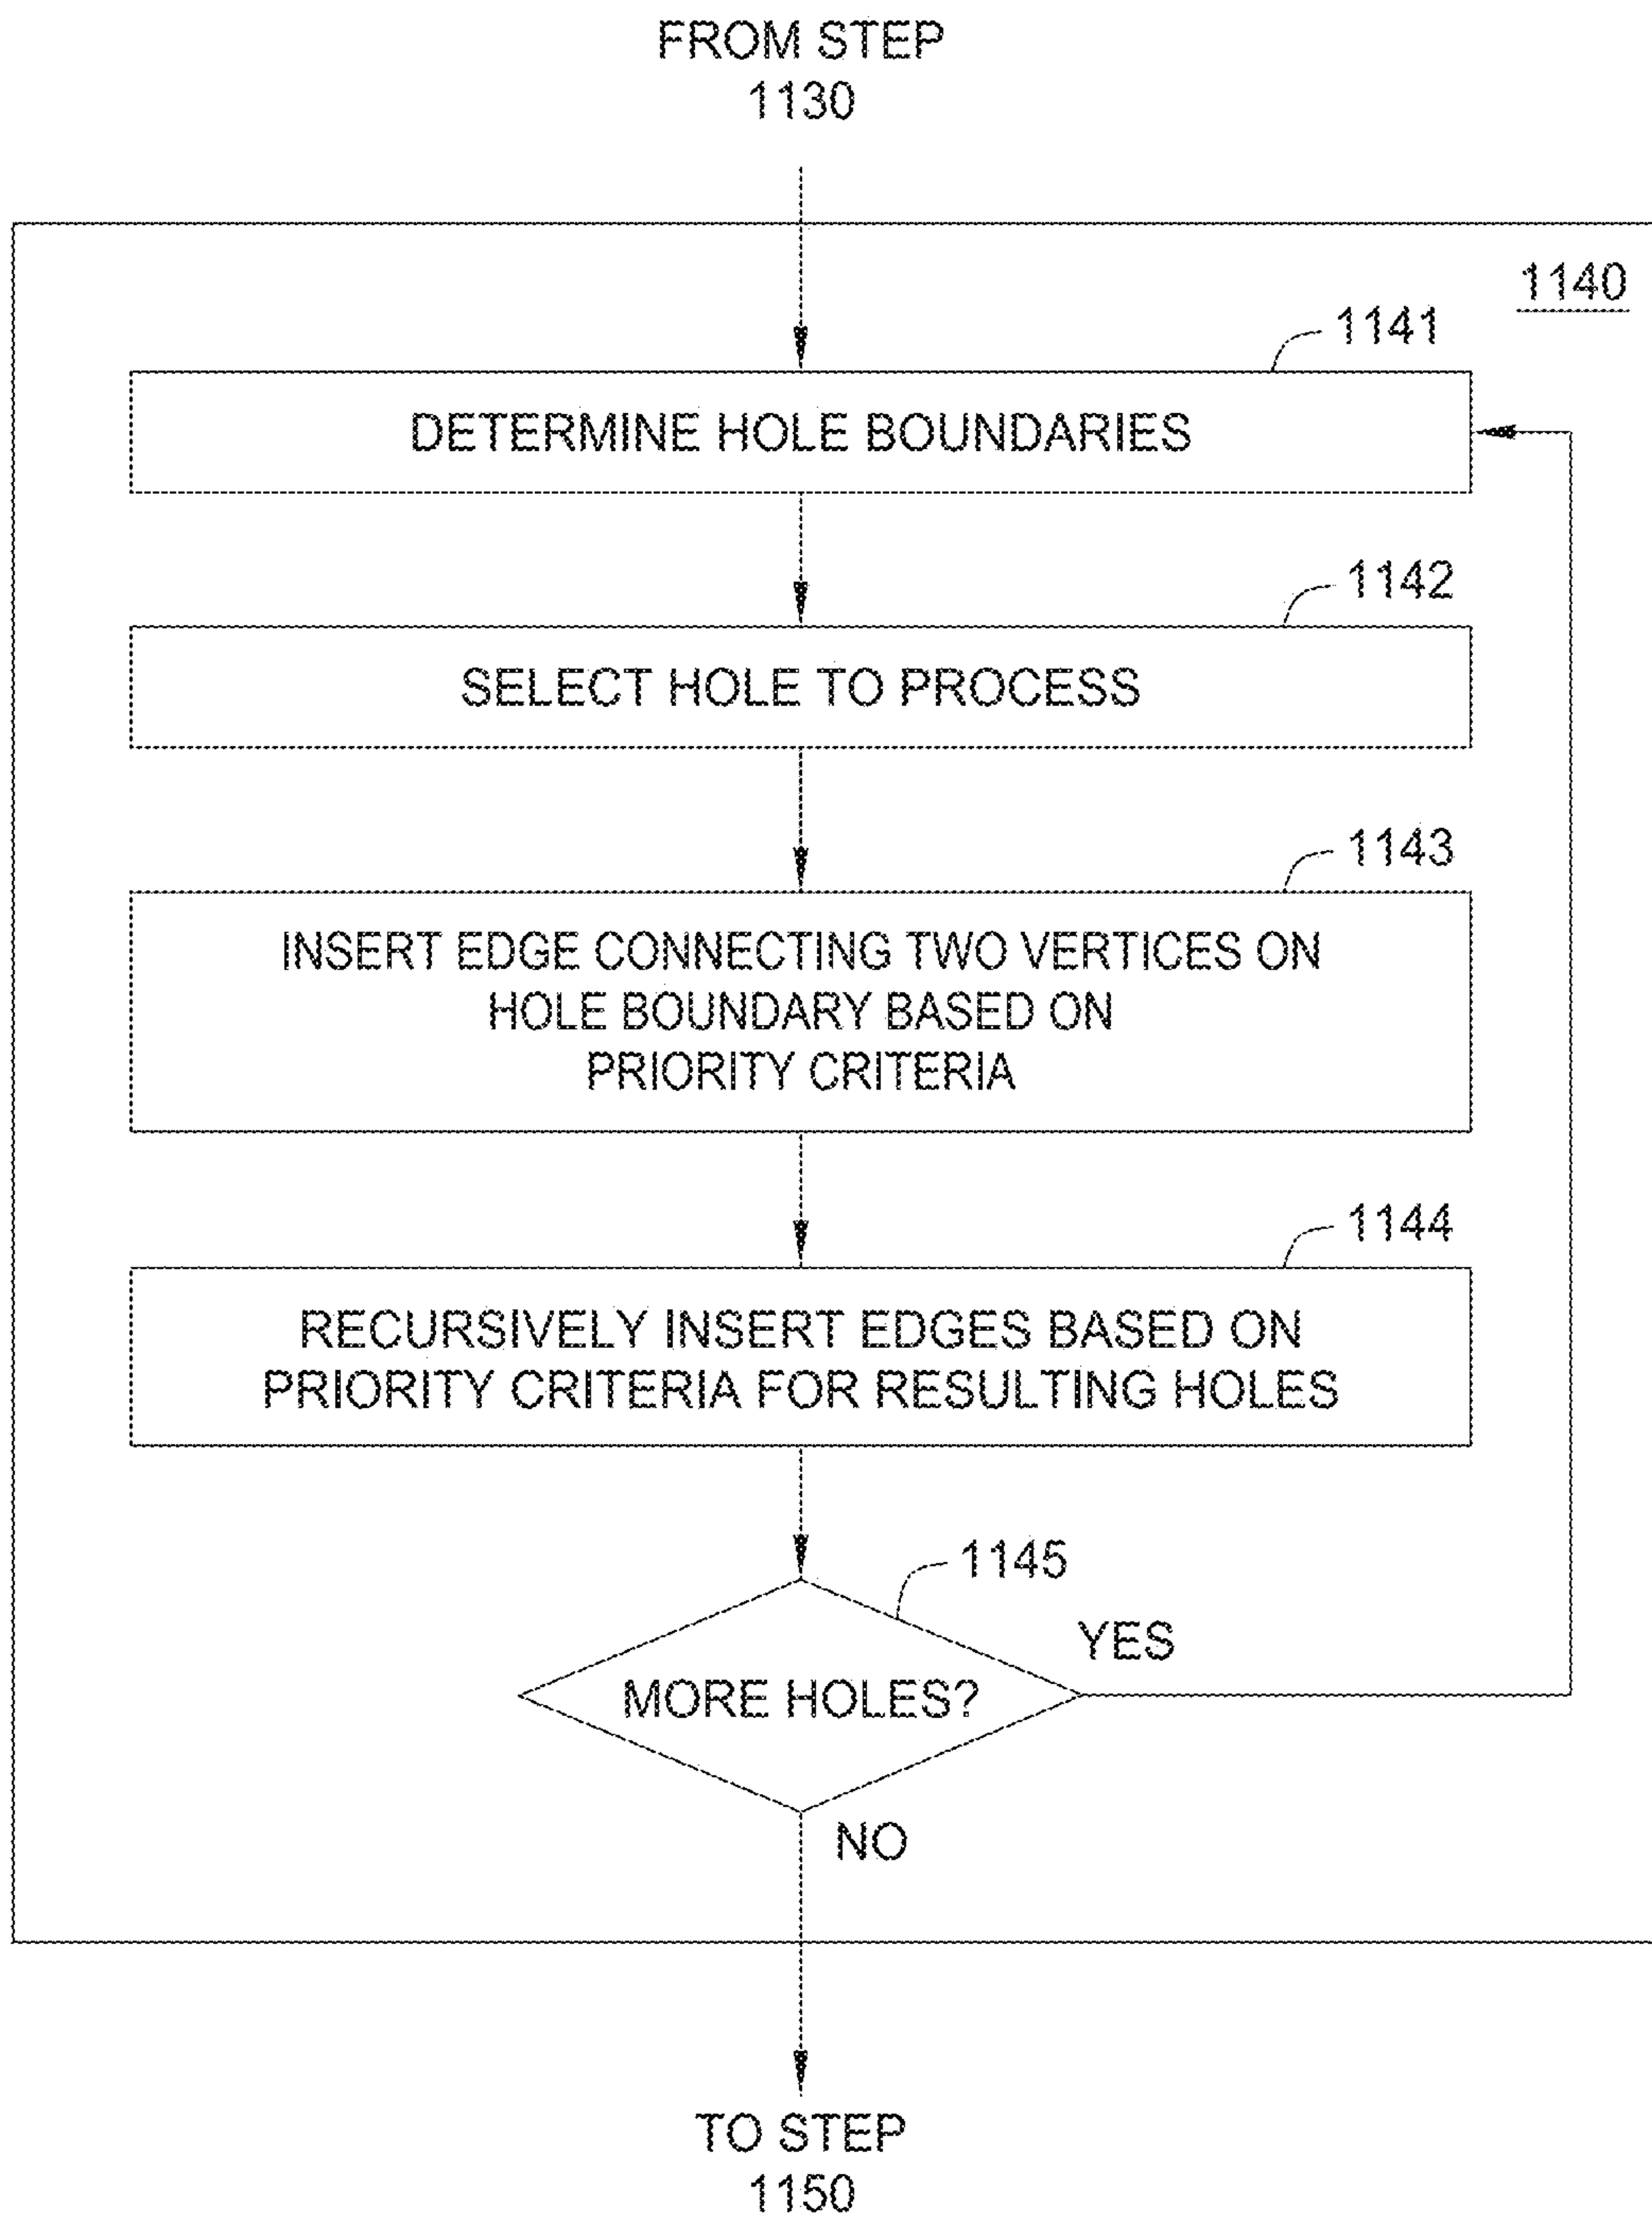 FROM STEP
1130
1140
1141
DETERMINE HOLE BOUNDARIES
1142
SELECT HOLE TO PROCESS
1143
INSERT EDGE CONNECTING TWO VERTICES ON
HOLE BOUNDARY BASED ON
PRIORITY CRITERIA
1144
RECURSIVELY INSERT EDGES BASED ON
PRIORITY CRITERIA FOR RESULTING HOLES
1145
YES
MORE HOLES?
NO
TO STEP
1150